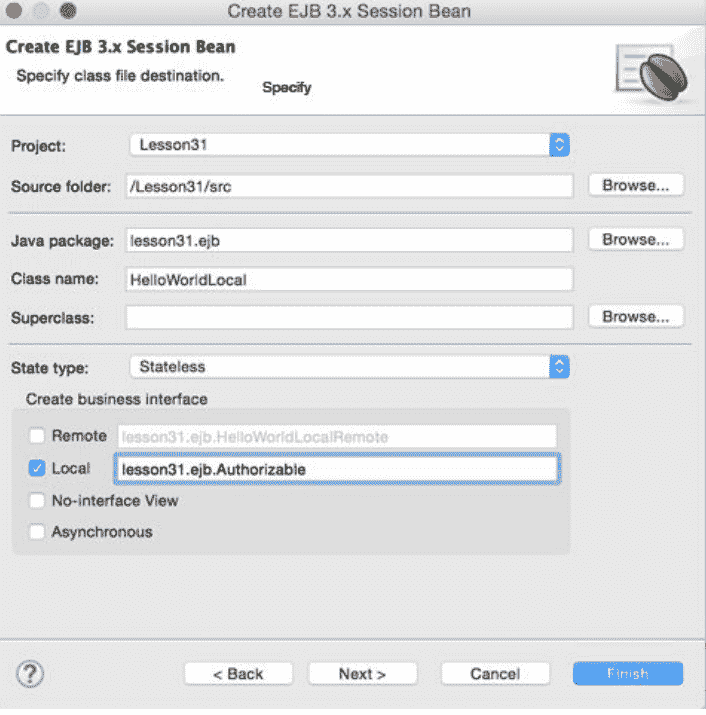 Create EJB 3.x Session Bean
Create EJB 3.x Session Bean
Specify class file destination.
Specify
Project: Lesson31
Source folder: /Lesson31/src Browse...
Java package: lesson31.ejb Browse...
Class name: HelloWorldLocal
Superclass: Browse...
State type: Stateless
Create business interface
Remote lesson31.ejb.HelloWorldLocalRemote
Local lesson31.ejb.Authorizable
No-interface View
Asynchronous
? < Back Next > Cancel Finish